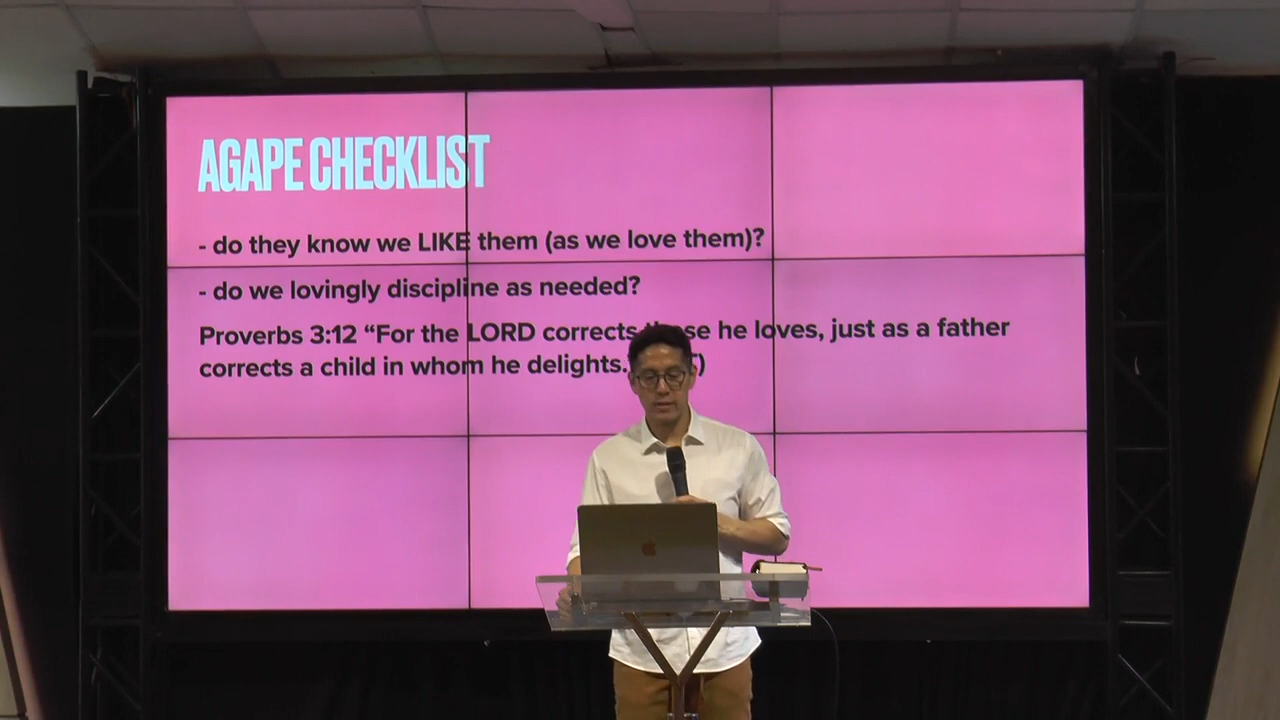 AGAPE CHECKLIST
- do they know we LIKE them (as we love them)?
- do we lovingly discipline as needed?
Proverbs 3:12 “For the LORD corrects those he loves, just as a father
corrects a child in whom he delights.